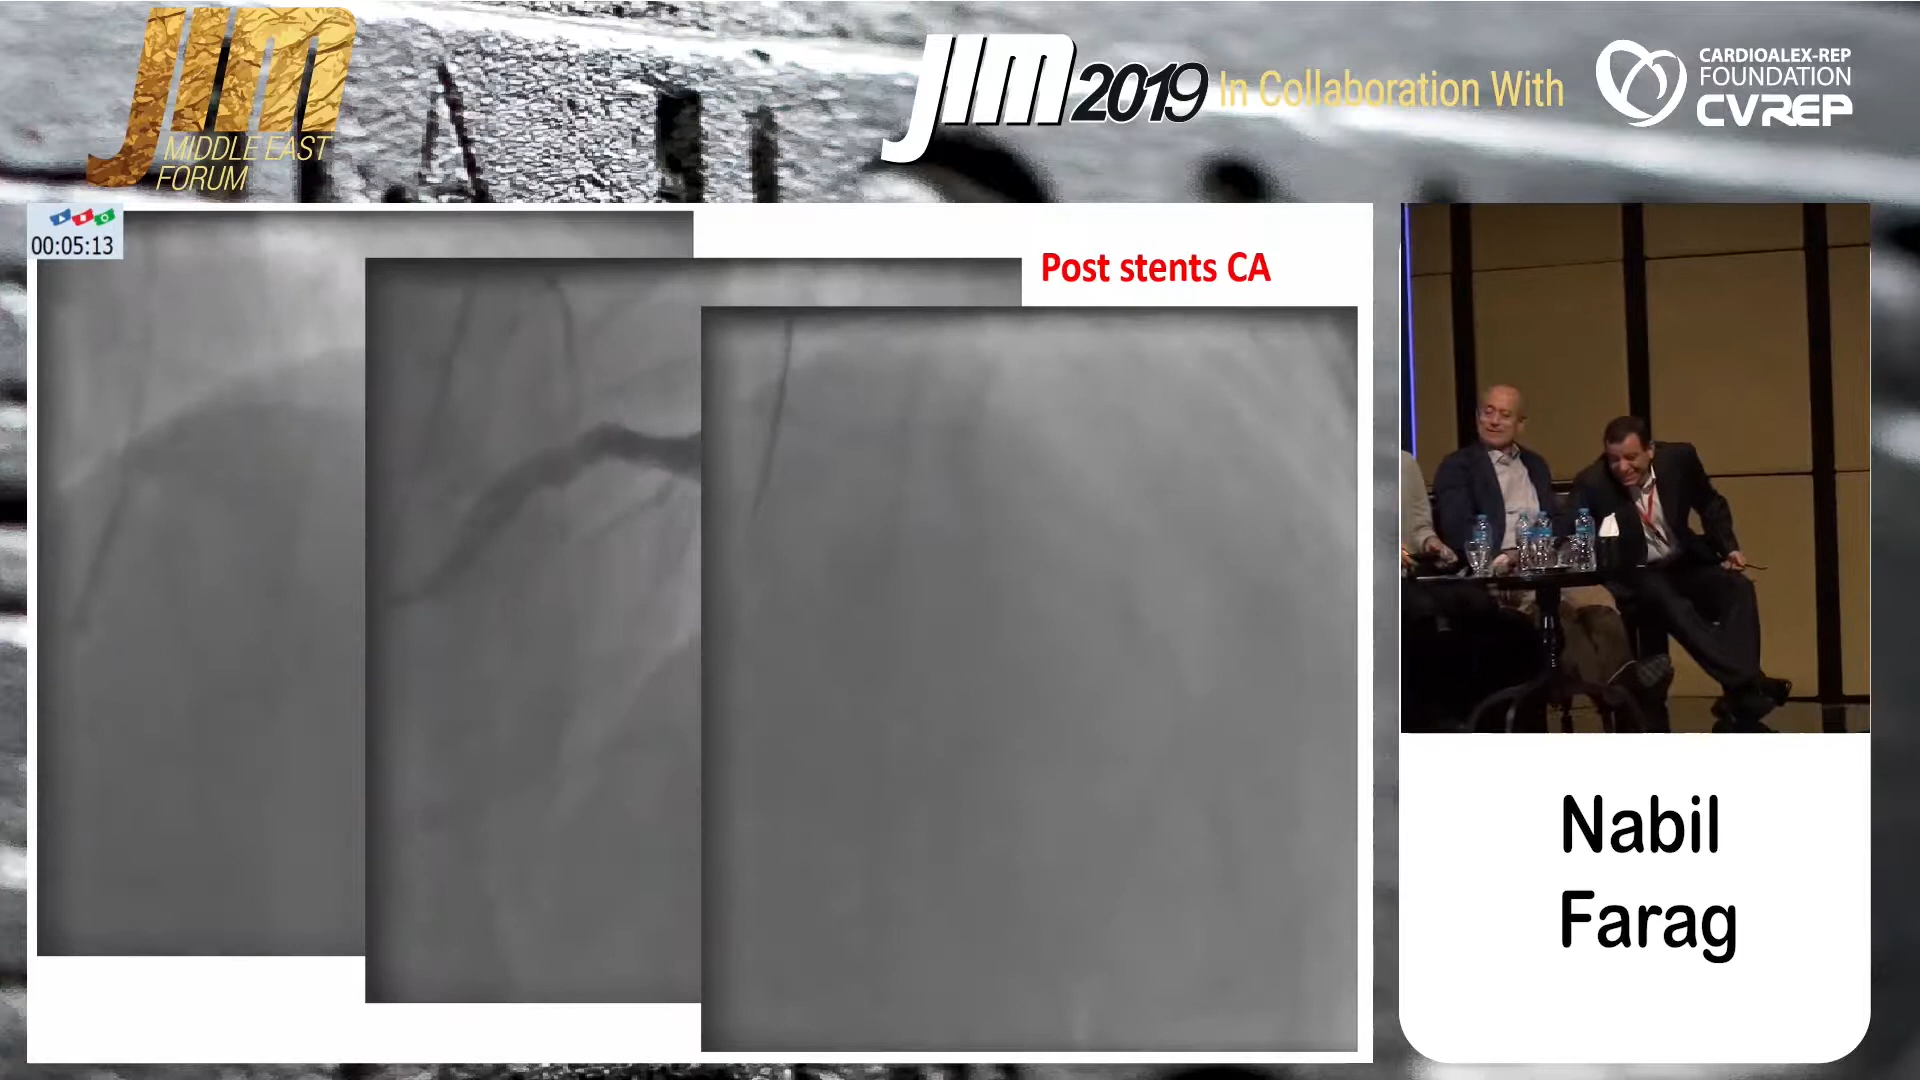 JIM
MIDDLE EAST
FORUM
JIM 2019 In Collaboration With
CARDIOALEX-REP
FOUNDATION
CVREP
00:05:13
Post stents CA
Nabil
Farag